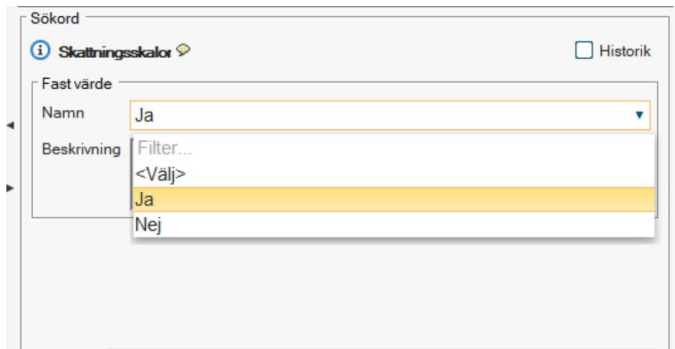 Sökord
Skattningsskalor
Historik
Fast värde
Namn
Ja
Beskrivning
Filter...
<Välj>
Ja
Nej